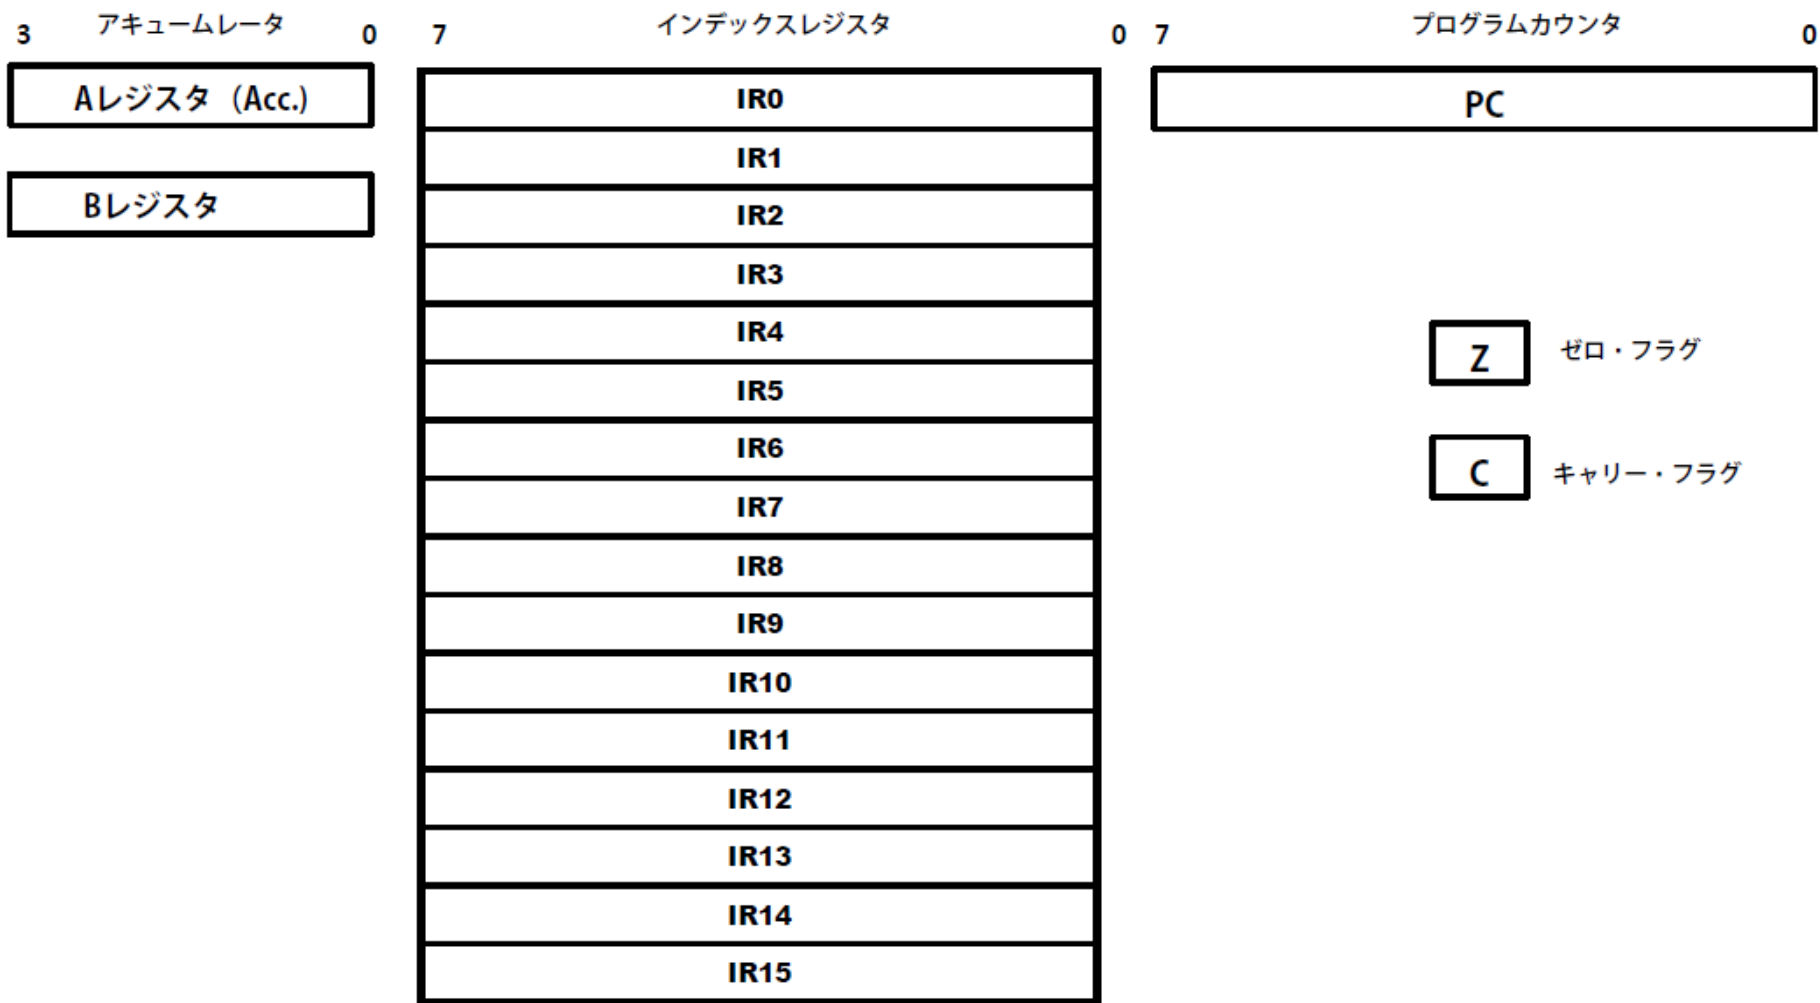 アキュームレータ
3 0
Aレジスタ（Acc.)
Bレジスタ
インデックスレジスタ
7 0
IR0
IR1
IR2
IR3
IR4
IR5
IR6
IR7
IR8
IR9
IR10
IR11
IR12
IR13
IR14
IR15
プログラムカウンタ
7 0
PC
Z ゼロ・フラグ
C キャリー・フラグ